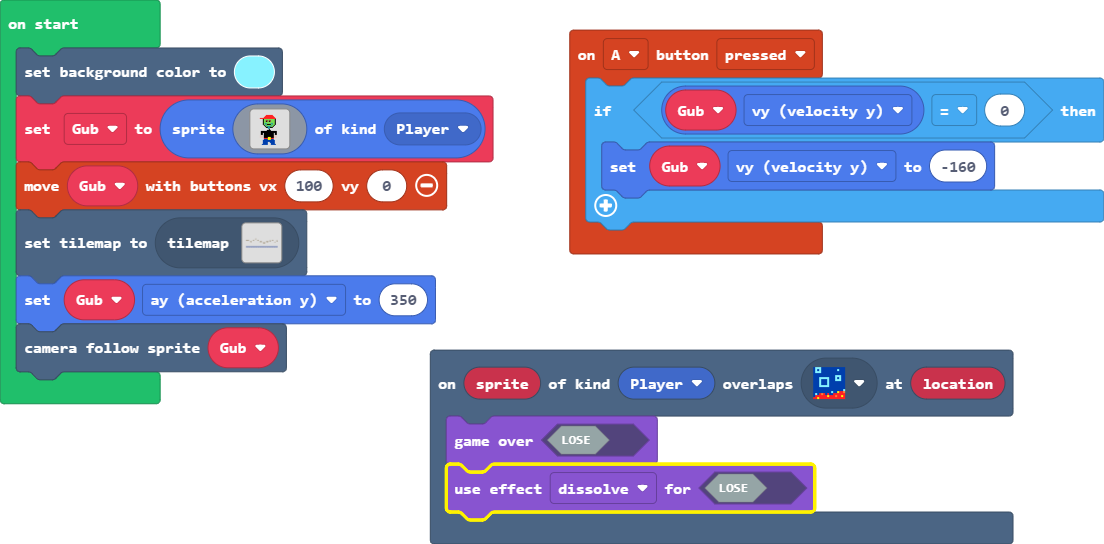 on start
set background color to
set Gub to sprite of kind Player
move Gub with buttons vx 100 vy 0
set tilemap to tilemap
set Gub ay (acceleration y) to 350
camera follow sprite Gub
on A button pressed
if Gub vy (velocity y) = 0 then
set Gub vy (velocity y) to -160
on sprite of kind Player overlaps at location
game over LOSE
use effect dissolve for LOSE